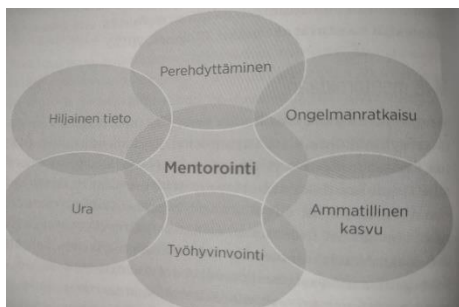 Perehdyttäminen
Hiljainen tieto
Ongelmanratkaisu
Mentorointi
Ura
Ammatillinen
kasvu
Työhyvinvointi